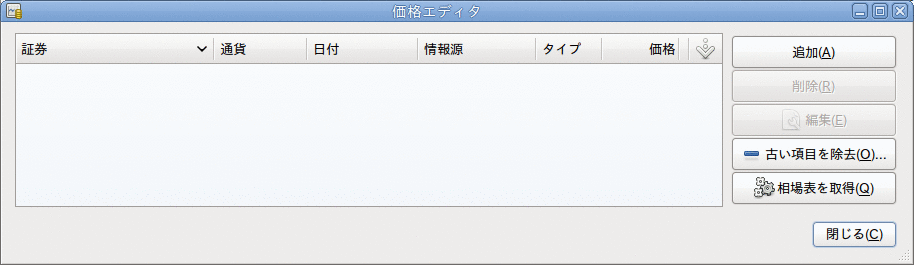 価格エディタ
証券 通貨 日付 情報源 タイプ 価格
追加(A)
削除(R)
編集(E)
古い項目を除去(O)...
相場表を取得(Q)
閉じる(C)